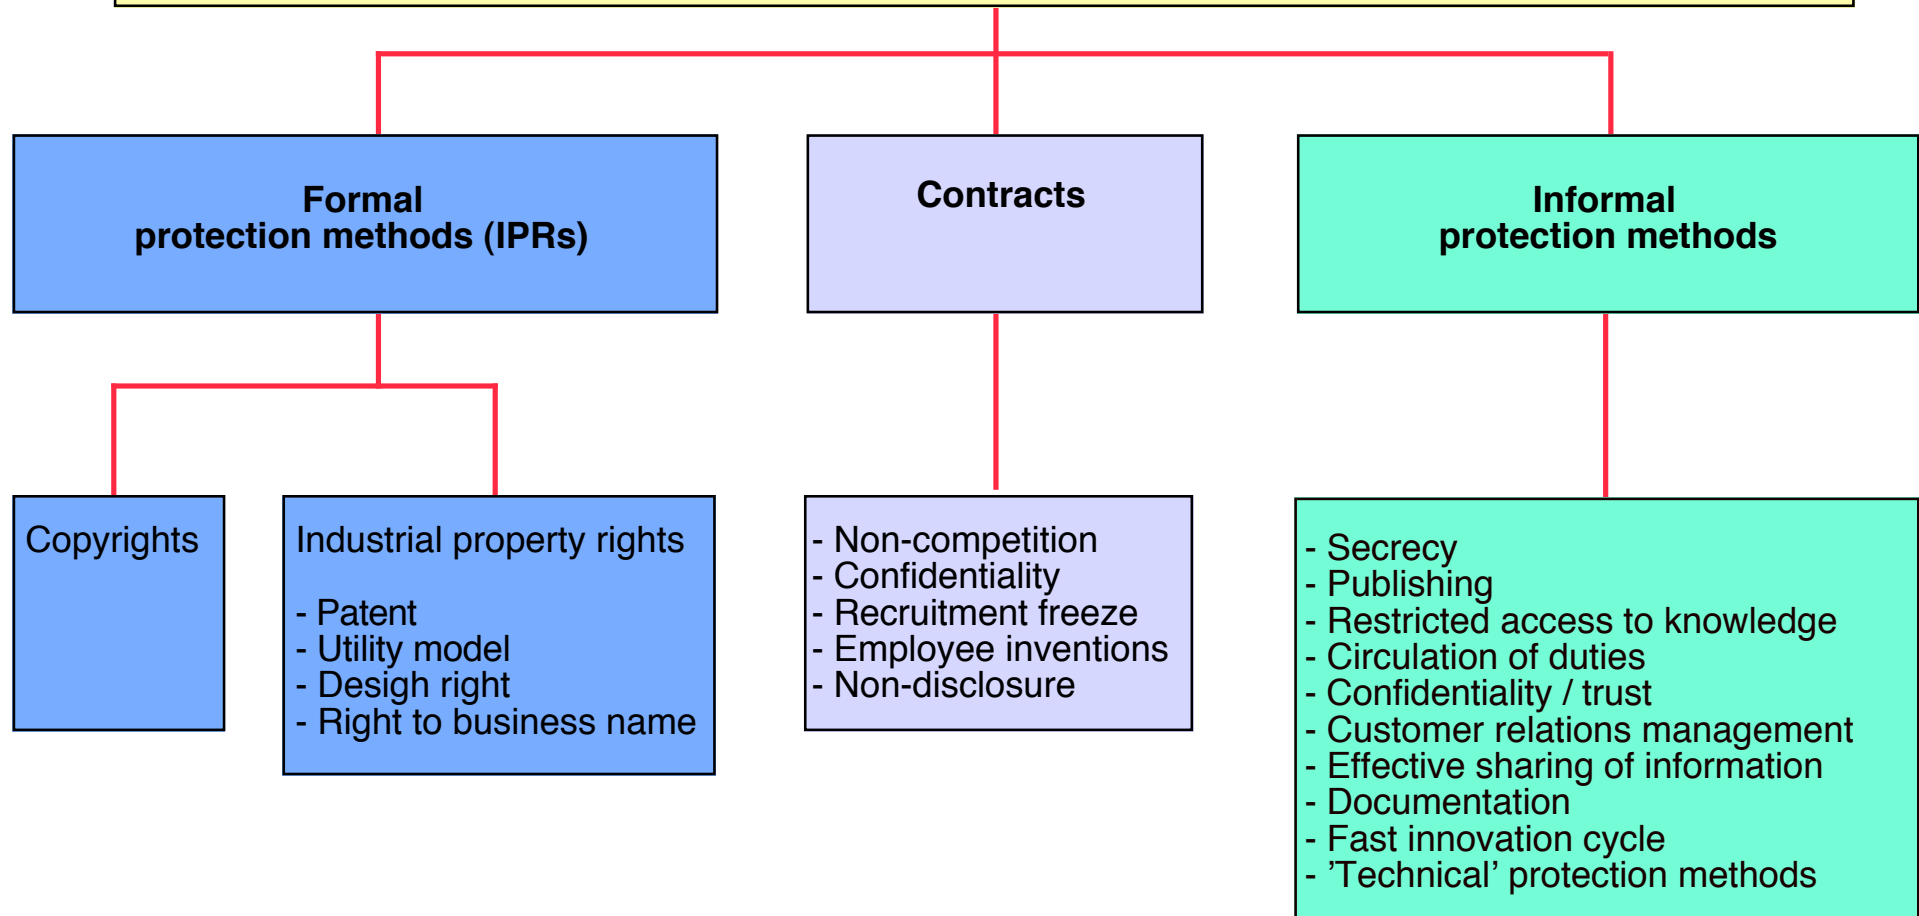 Formal
protection methods (IPRs)
Contracts
Informal
protection methods
Copyrights
Industrial property rights
- Patent
- Utility model
- Desigh right
- Right to business name
- Non-competition
- Confidentiality
- Recruitment freeze
- Employee inventions
- Non-disclosure
- Secrecy
- Publishing
- Restricted access to knowledge
- Circulation of duties
- Confidentiality / trust
- Customer relations management
- Effective sharing of information
- Documentation
- Fast innovation cycle
- ’Technical’ protection methods